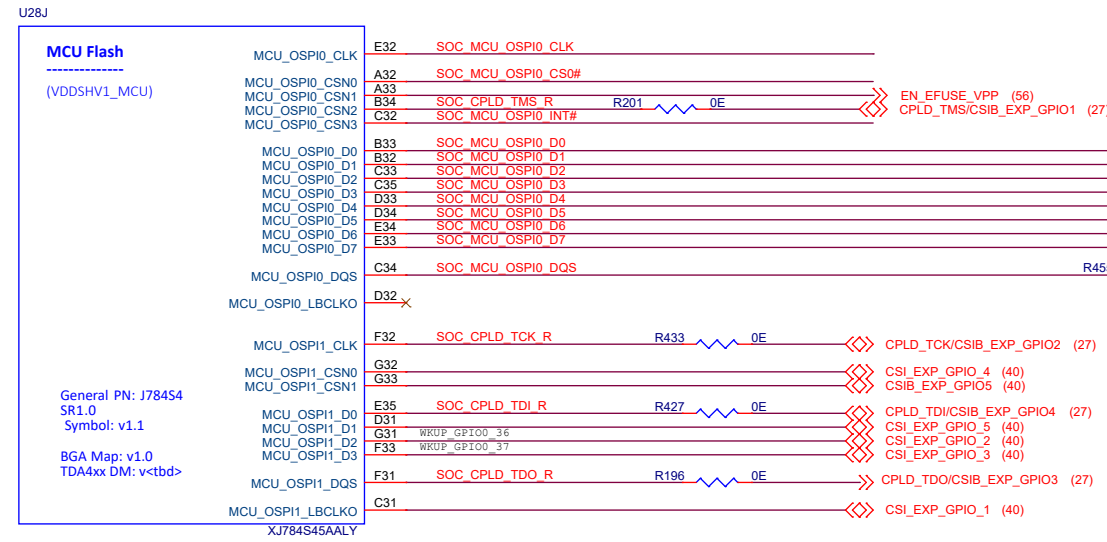 U28J
MCU Flash
--------------
(VDDSHV1_MCU)
MCU_OSPI0_CLK E32 SOC_MCU_OSPI0_CLK
MCU_OSPI0_CSN0 A32 SOC_MCU_OSPI0_CS0#
MCU_OSPI0_CSN1 A33 EN_EFUSE_VPP (56)
MCU_OSPI0_CSN2 B34 SOC_CPLD_TMS_R R201 0E CPLD_TMS/CSIB_EXP_GPIO1 (27)
MCU_OSPI0_CSN3 C32 SOC_MCU_OSPI0_INT#
MCU_OSPI0_D0 B33 SOC_MCU_OSPI0_D0
MCU_OSPI0_D1 B32 SOC_MCU_OSPI0_D1
MCU_OSPI0_D2 C33 SOC_MCU_OSPI0_D2
MCU_OSPI0_D3 C35 SOC_MCU_OSPI0_D3
MCU_OSPI0_D4 D33 SOC_MCU_OSPI0_D4
MCU_OSPI0_D5 D34 SOC_MCU_OSPI0_D5
MCU_OSPI0_D6 E34 SOC_MCU_OSPI0_D6
MCU_OSPI0_D7 E33 SOC_MCU_OSPI0_D7
MCU_OSPI0_DQS C34 SOC_MCU_OSPI0_DQS
MCU_OSPI0_LBCLKO D32
MCU_OSPI1_CLK F32 SOC_CPLD_TCK_R R433 0E CPLD_TCK/CSIB_EXP_GPIO2 (27)
MCU_OSPI1_CSN0 G32 CSI_EXP_GPIO_4 (40)
MCU_OSPI1_CSN1 G33 CSIB_EXP_GPIO5 (40)
MCU_OSPI1_D0 E35 SOC_CPLD_TDI_R R427 0E CPLD_TDI/CSIB_EXP_GPIO4 (27)
MCU_OSPI1_D1 D31 CSI_EXP_GPIO_5 (40)
MCU_OSPI1_D2 G31 WKUP_GPIO0_36 CSI_EXP_GPIO_2 (40)
MCU_OSPI1_D3 F33 WKUP_GPIO0_37 CSI_EXP_GPIO_3 (40)
MCU_OSPI1_DQS F31 SOC_CPLD_TDO_R R196 0E CPLD_TDO/CSIB_EXP_GPIO3 (27)
MCU_OSPI1_LBCLKO C31 CSI_EXP_GPIO_1 (40)
General PN: J784S4
SR1.0
Symbol: v1.1
BGA Map: v1.0
TDA4xx DM: v<tbd>
XJ784S45AALY